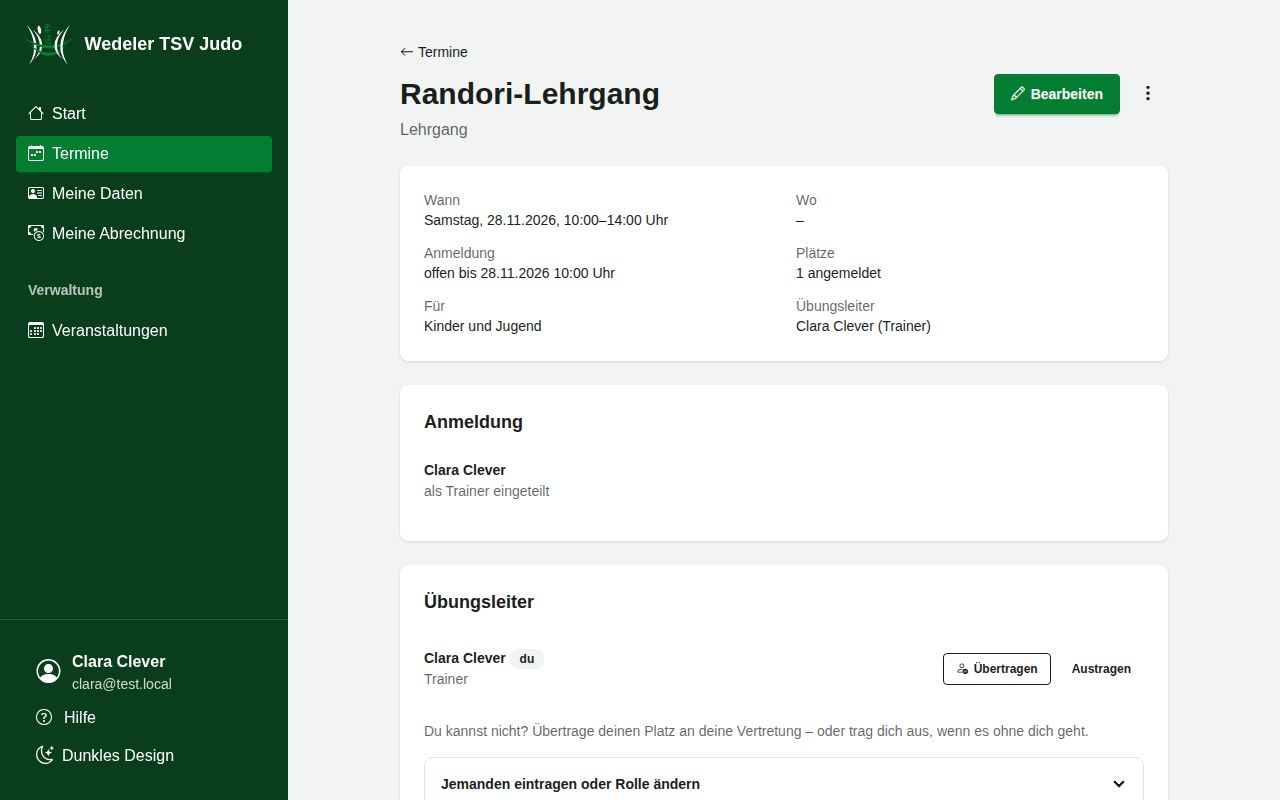 Wedeler TSV Judo
Start
Termine
Meine Daten
Meine Abrechnung
Verwaltung
Veranstaltungen
Clara Clever
clara@test.local
Hilfe
Dunkles Design
← Termine
Randori-Lehrgang
Bearbeiten
Lehrgang
Wann
Samstag, 28.11.2026, 10:00–14:00 Uhr
Wo
–
Anmeldung
offen bis 28.11.2026 10:00 Uhr
Plätze
1 angemeldet
Für
Kinder und Jugend
Übungsleiter
Clara Clever (Trainer)
Anmeldung
Clara Clever
als Trainer eingeteilt
Übungsleiter
Clara Clever du
Trainer
Übertragen
Austragen
Du kannst nicht? Übertrage deinen Platz an deine Vertretung – oder trag dich aus, wenn es ohne dich geht.
Jemanden eintragen oder Rolle ändern